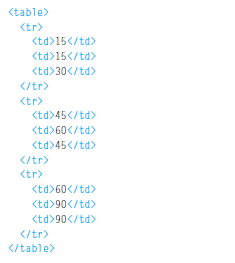 <table>
<tr>
<td>15</td>
<td>15</td>
<td>30</td>
</tr>
<tr>
<td>45</td>
<td>60</td>
<td>45</td>
</tr>
<tr>
<td>60</td>
<td>90</td>
<td>90</td>
</tr>
</table>